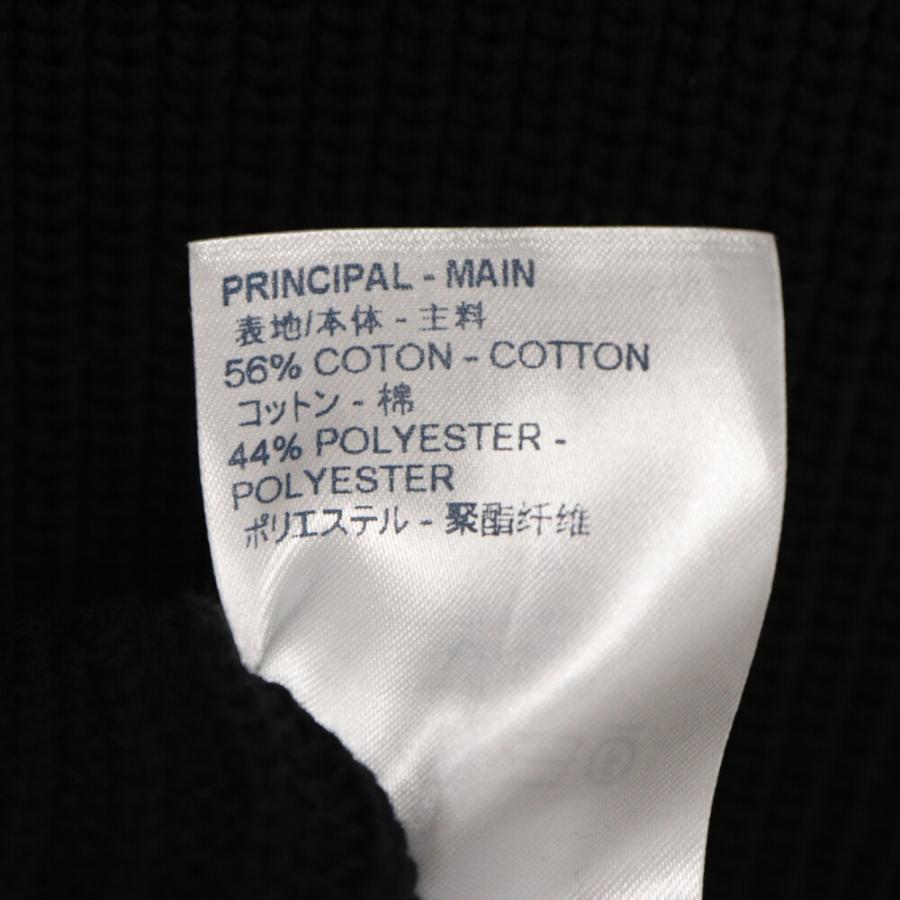 PRINCIPAL - MAIN
表地/本体 - 主料
56% COTON - COTTON
コットン - 棉
44% POLYESTER -
POLYESTER
ポリエステル - 聚酯纤维